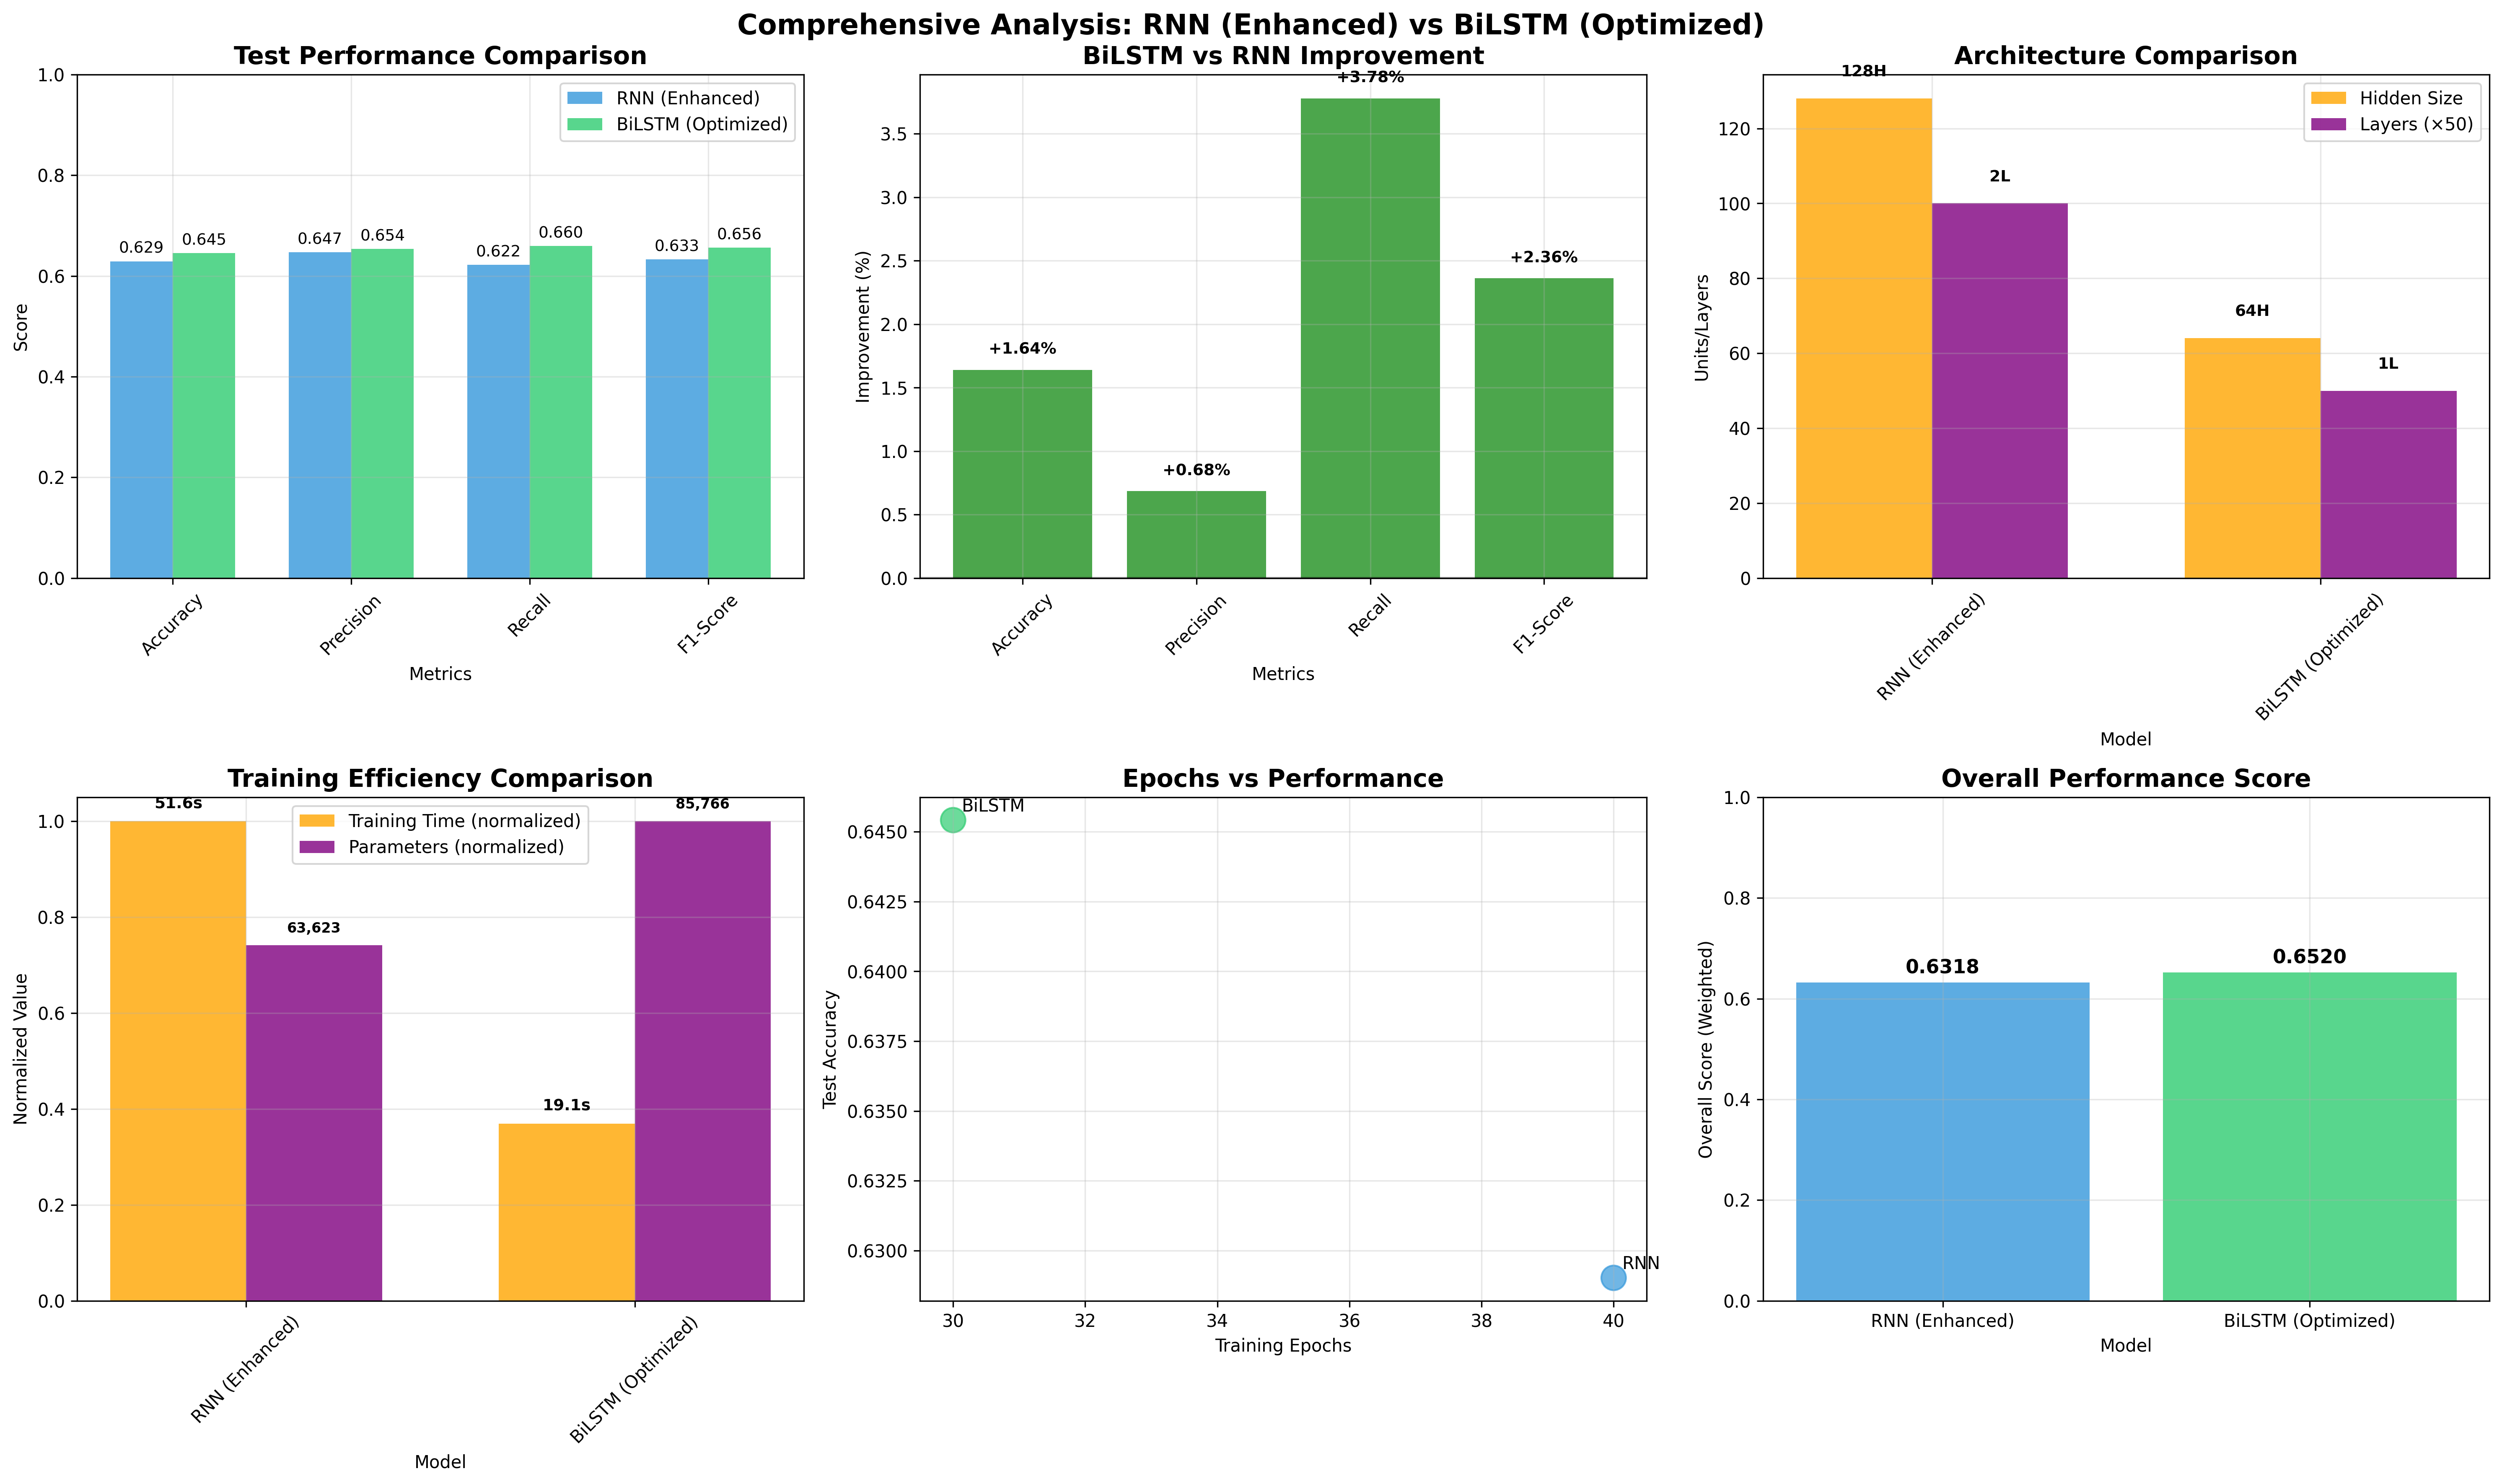 Comprehensive Analysis: RNN (Enhanced) vs BiLSTM (Optimized)
Test Performance Comparison
RNN (Enhanced)
BiLSTM (Optimized)
1.0
0.8
0.6
0.4
0.2
0.0
Score
0.629
0.645
0.647
0.654
0.622
0.660
0.633
0.656
Accuracy
Precision
Recall
F1-Score
Metrics
BiLSTM vs RNN Improvement
3.5
3.0
2.5
2.0
1.5
1.0
0.5
0.0
Improvement (%)
+1.64%
+0.68%
+3.78%
+2.36%
Accuracy
Precision
Recall
F1-Score
Metrics
Architecture Comparison
Hidden Size
Layers (×50)
120
100
80
60
40
20
0
Units/Layers
128H
2L
64H
1L
RNN (Enhanced)
BiLSTM (Optimized)
Model
Training Efficiency Comparison
Training Time (normalized)
Parameters (normalized)
1.0
0.8
0.6
0.4
0.2
0.0
Normalized Value
51.6s
63,623
19.1s
85,766
RNN (Enhanced)
BiLSTM (Optimized)
Model
Epochs vs Performance
0.6450
0.6425
0.6400
0.6375
0.6350
0.6325
0.6300
Test Accuracy
BiLSTM
RNN
30
32
34
36
38
40
Training Epochs
Overall Performance Score
1.0
0.8
0.6
0.4
0.2
0.0
Overall Score (Weighted)
0.6318
0.6520
RNN (Enhanced)
BiLSTM (Optimized)
Model